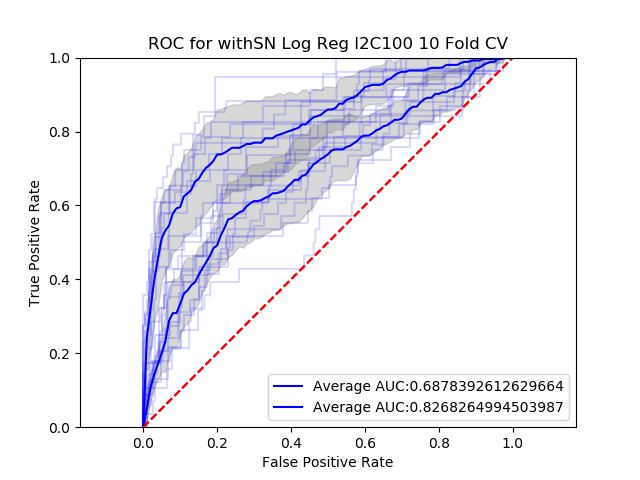 ROC for withSN Log Reg l2C100 10 Fold CV
True Positive Rate
1.0
0.8
0.6
0.4
0.2
0.0
Average AUC:0.6878392612629664
Average AUC:0.8268264994503987
0.0 0.2 0.4 0.6 0.8 1.0
False Positive Rate